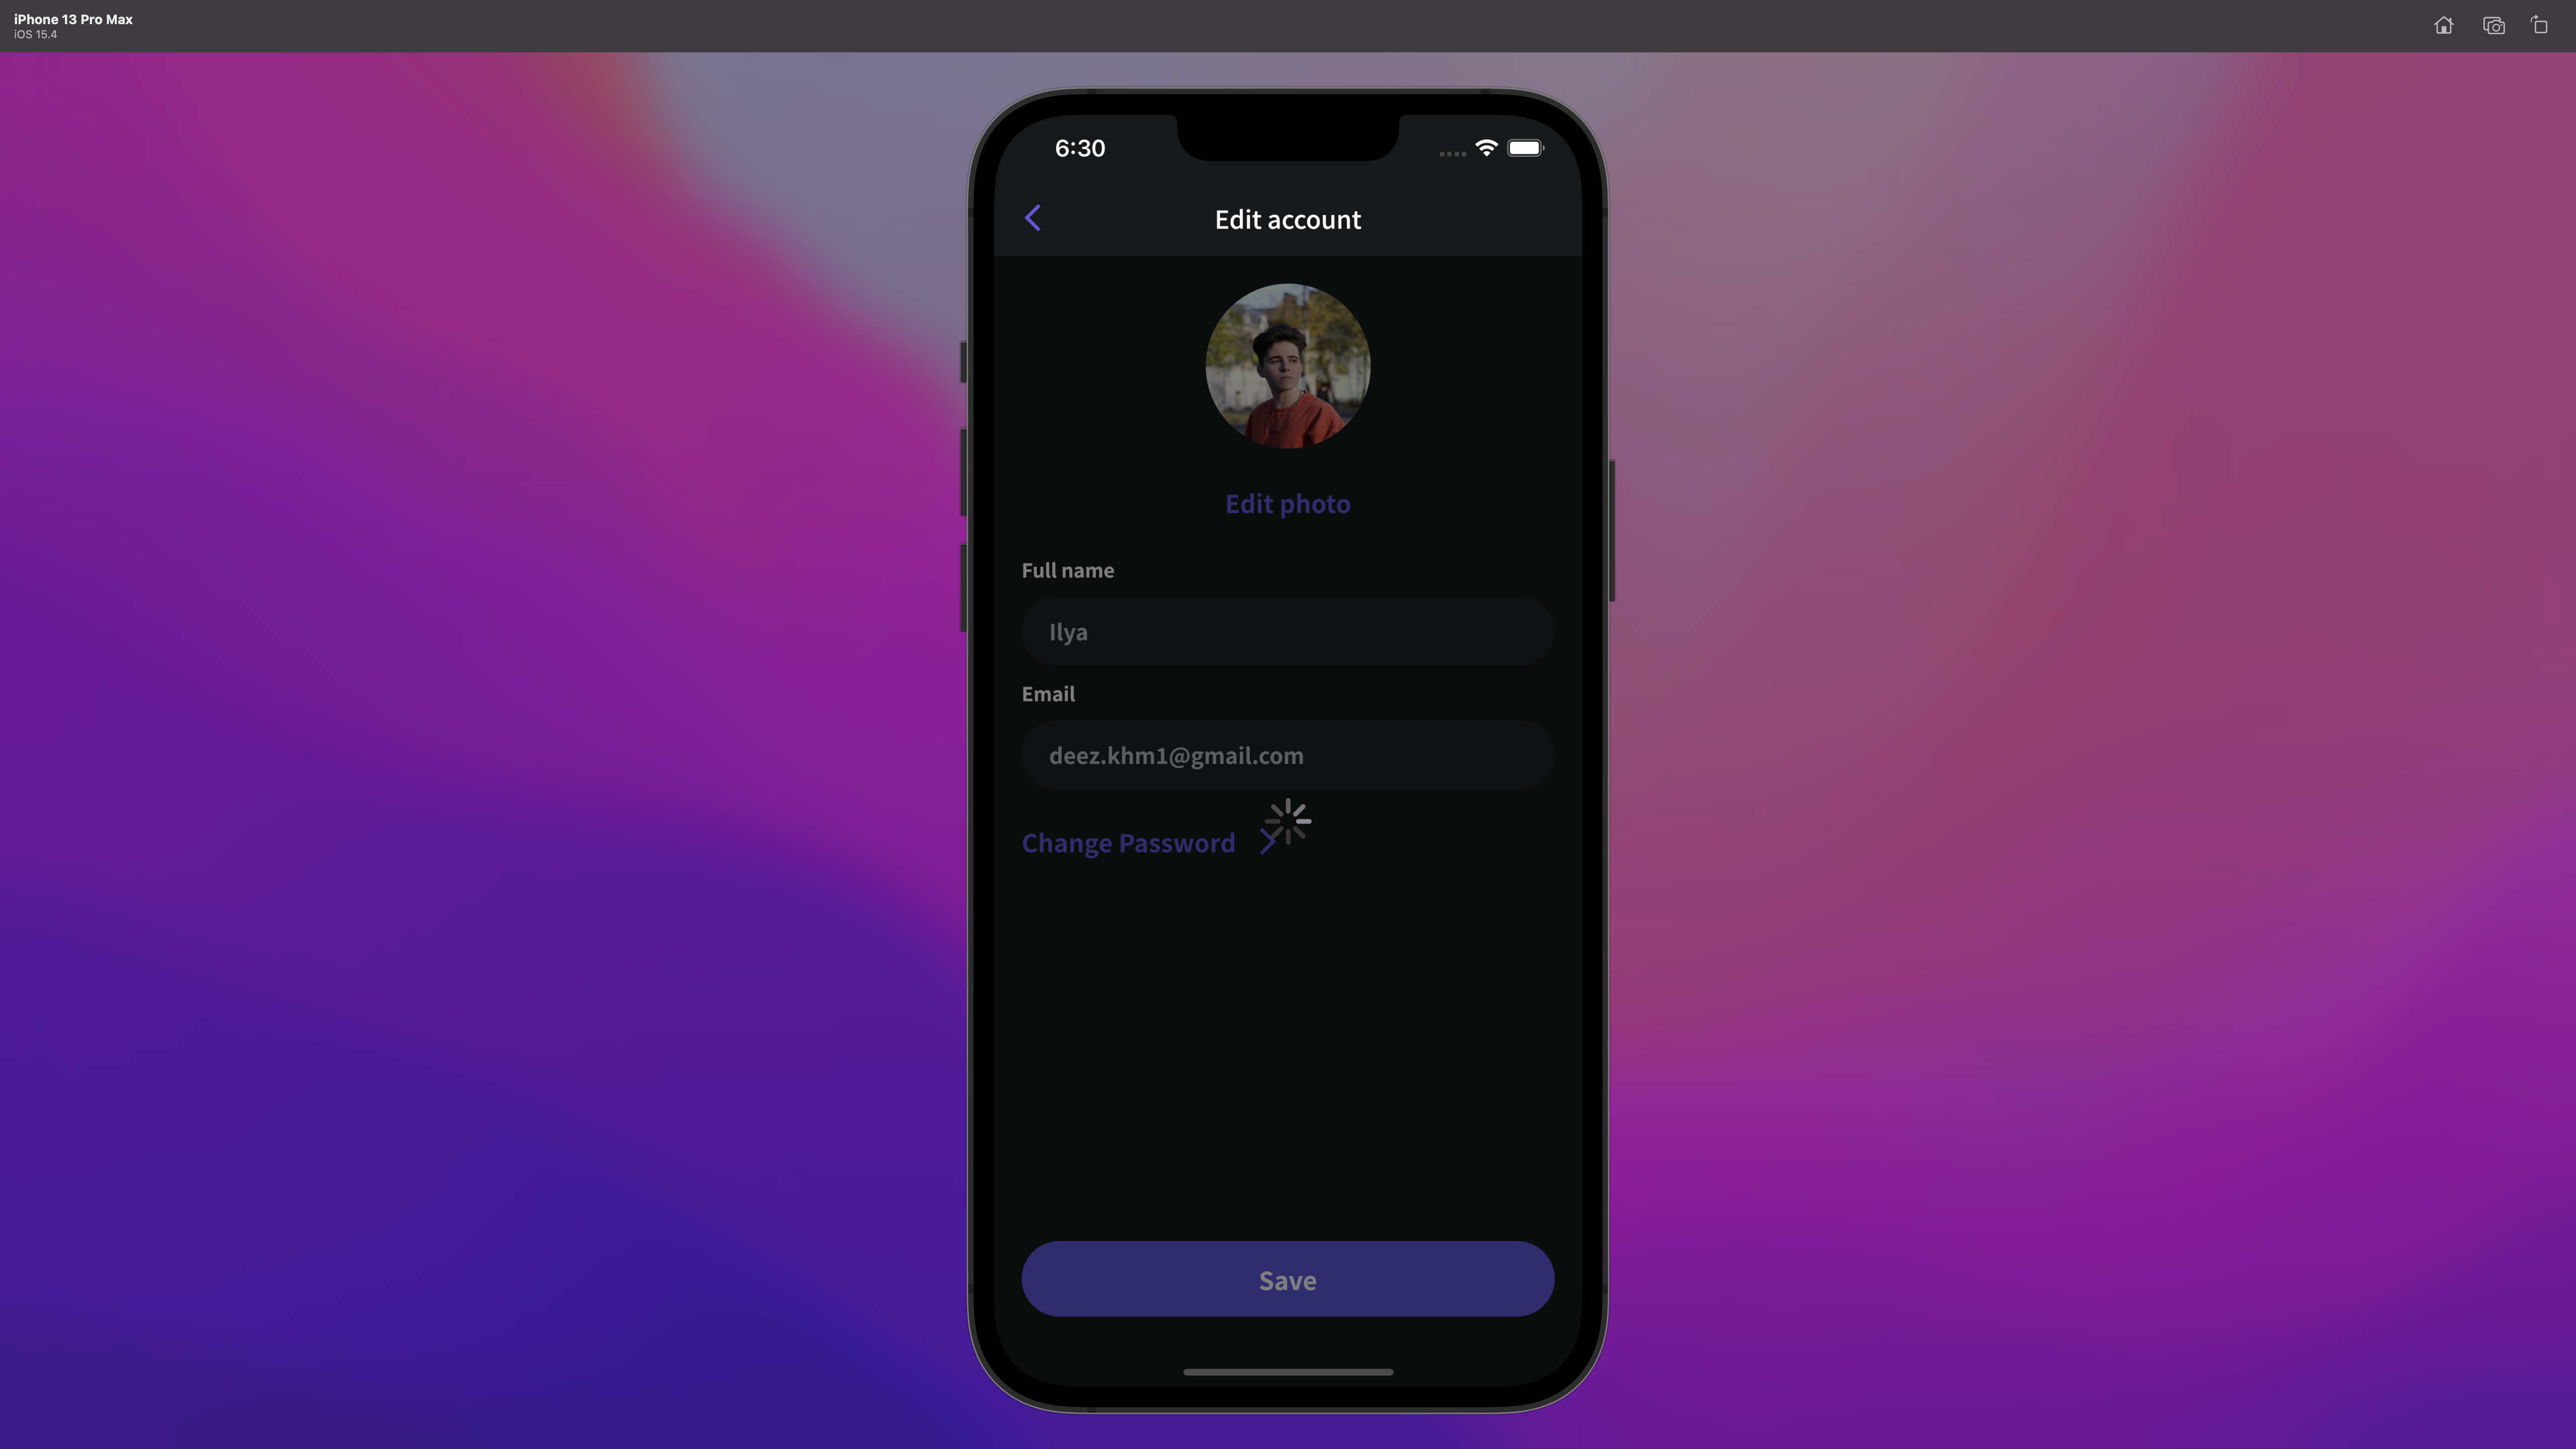 iPhone 13 Pro Max
iOS 15.4
6:30
Edit account
Edit photo
Full name
Ilya
Email
deez.khm1@gmail.com
Change Password
Save